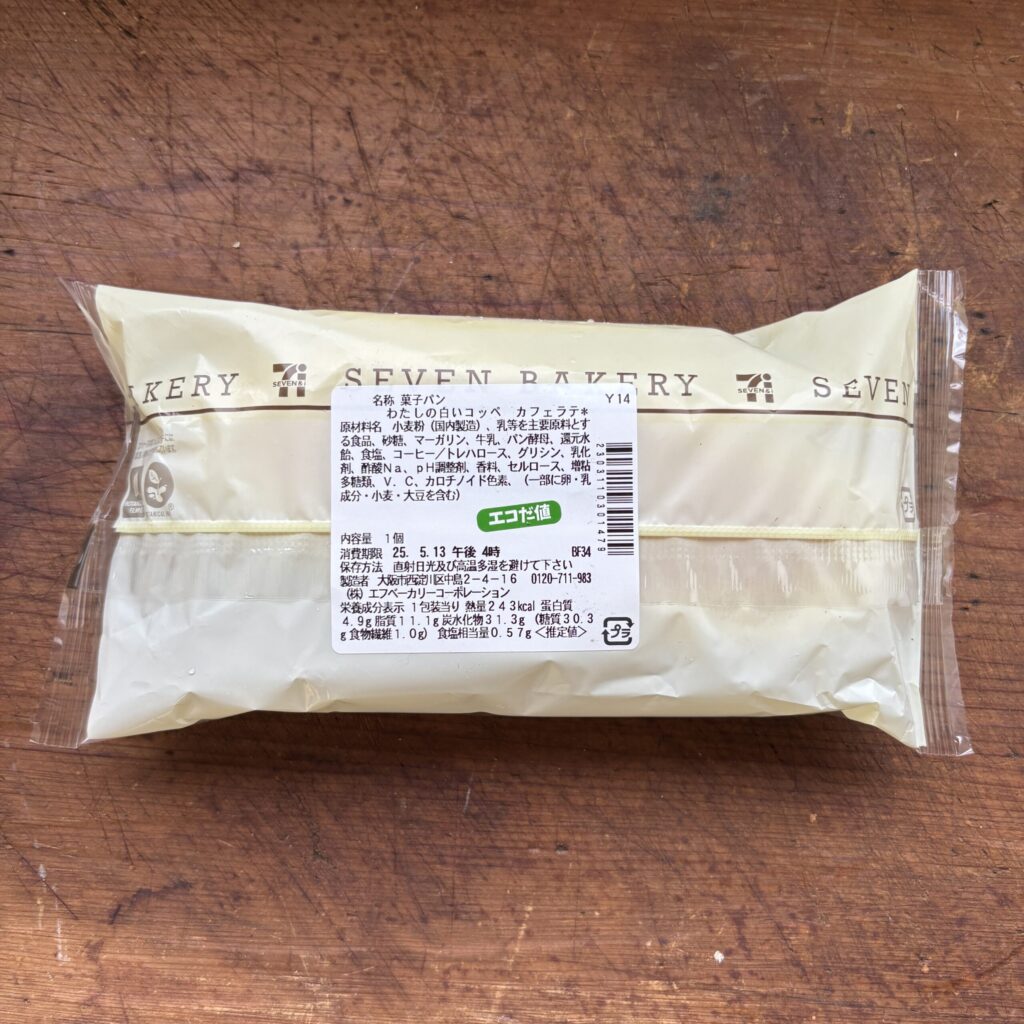 AKERY
SEVEN & i
SEVEN BAKERY
SEVEN & i
SEVEN
名称 菓子パン Y14
わたしの白いコッペ カフェラテ*
原材料名 小麦粉(国内製造)、乳等を主要原料とす
る食品、砂糖、マーガリン、牛乳、パン酵母、還元水
飴、食塩、コーヒー/トレハロース、グリシン、乳化
剤、酢酸Na、pH調整剤、香料、セルロース、増粘
多糖類、V.C、カロチノイド色素、(一部に卵・乳
成分・小麦・大豆を含む)
エコだ値
内容量 1個
消費期限 25. 5.13 午後 4時 BF34
保存方法 直射日光及び高温多湿を避けて下さい
製造者 大阪市西淀川区中島2-4-16 0120-711-983
(株) エフベーカリーコーポレーション
栄養成分表示 1包装当り 熱量243kcal 蛋白質
4.9g 脂質11.1g 炭水化物31.3g (糖質30.3
g 食物繊維1.0g) 食塩相当量0.57g <推定値>
プラ
2303110301479
プラ